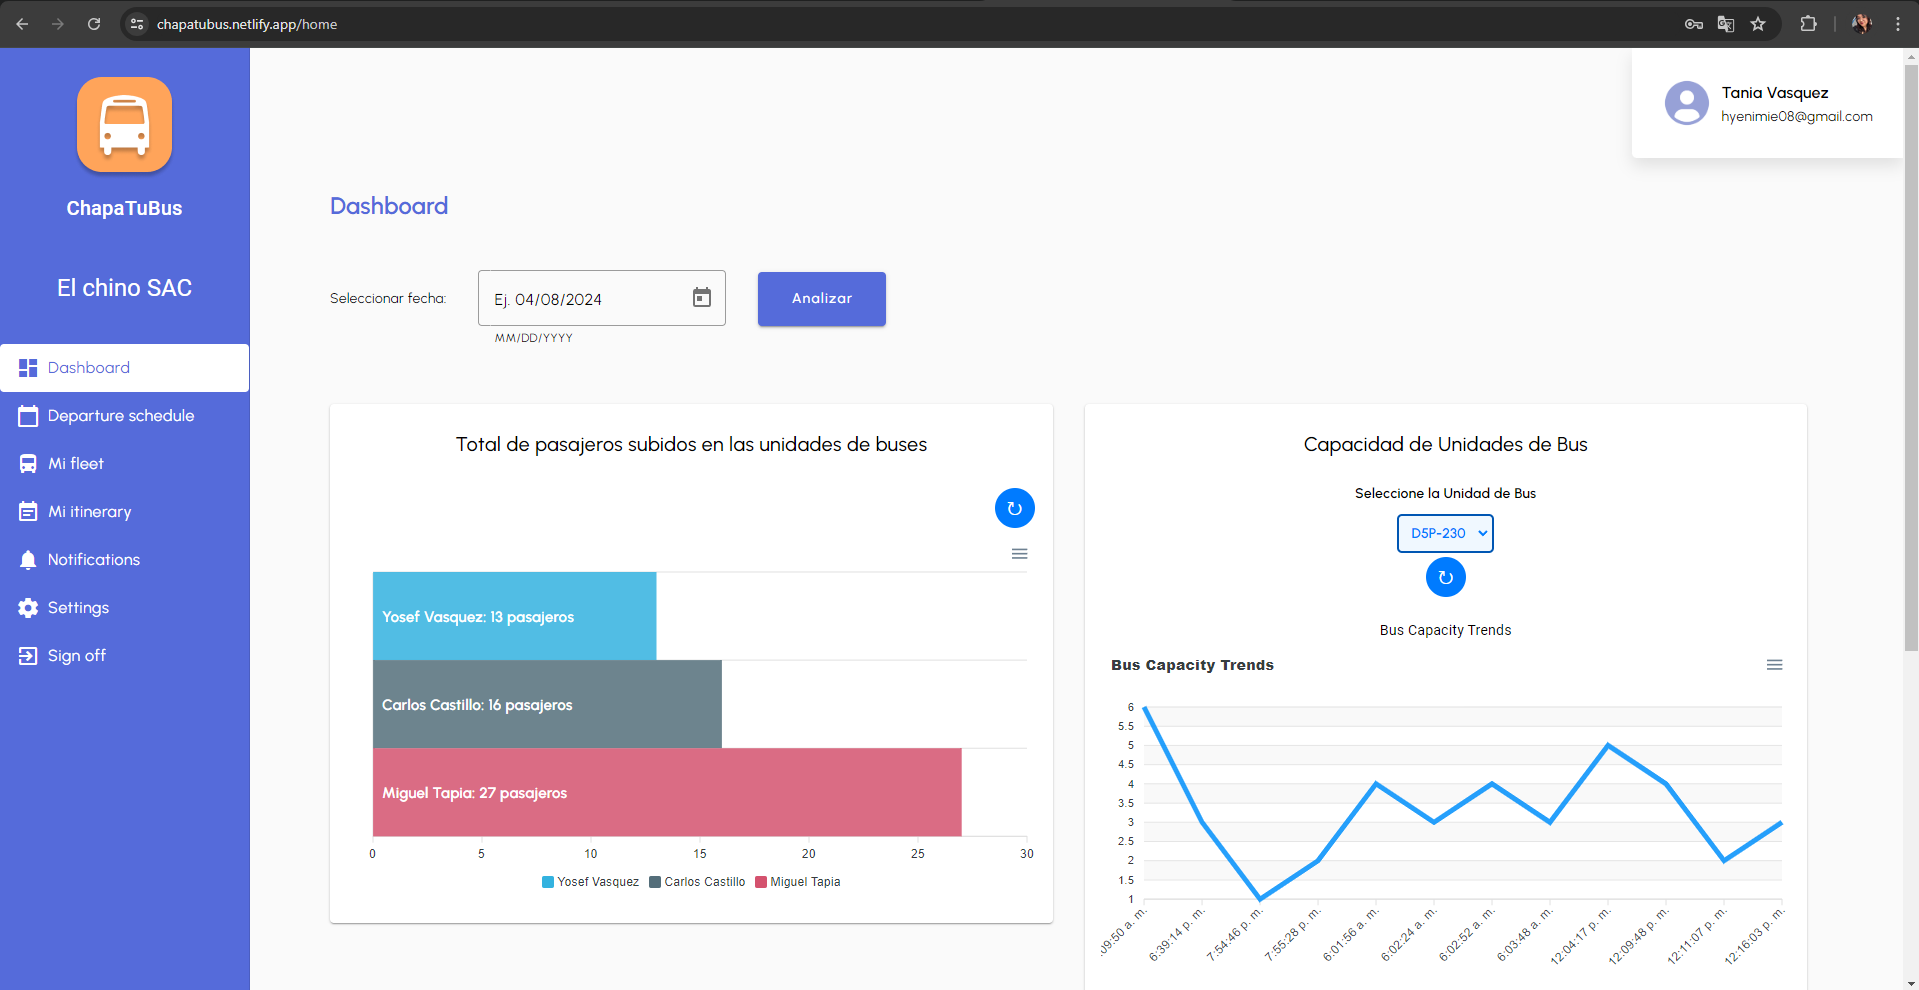 chapatubus.netlify.app/home
ChapaTuBus
El chino SAC
Dashboard
Departure schedule
Mi fleet
Mi itinerary
Notifications
Settings
Sign off
Tania Vasquez
hyenimie08@gmail.com
Dashboard
Seleccionar fecha:
Ej. 04/08/2024
MM/DD/YYYY
Analizar
Total de pasajeros subidos en las unidades de buses
Yosef Vasquez: 13 pasajeros
Carlos Castillo: 16 pasajeros
Miguel Tapia: 27 pasajeros
0 5 10 15 20 25 30
Yosef Vasquez Carlos Castillo Miguel Tapia
Capacidad de Unidades de Bus
Seleccione la Unidad de Bus
D5P-230
Bus Capacity Trends
Bus Capacity Trends
6
5.5
5
4.5
4
3.5
3
2.5
2
1.5
1
:09:50 a. m.
6:39:14 p. m.
7:54:46 p. m.
7:55:28 p. m.
6:01:56 a. m.
6:02:24 a. m.
6:02:52 a. m.
6:03:48 a. m.
12:04:17 p. m.
12:09:48 p. m.
12:11:07 p. m.
12:16:03 p. m.